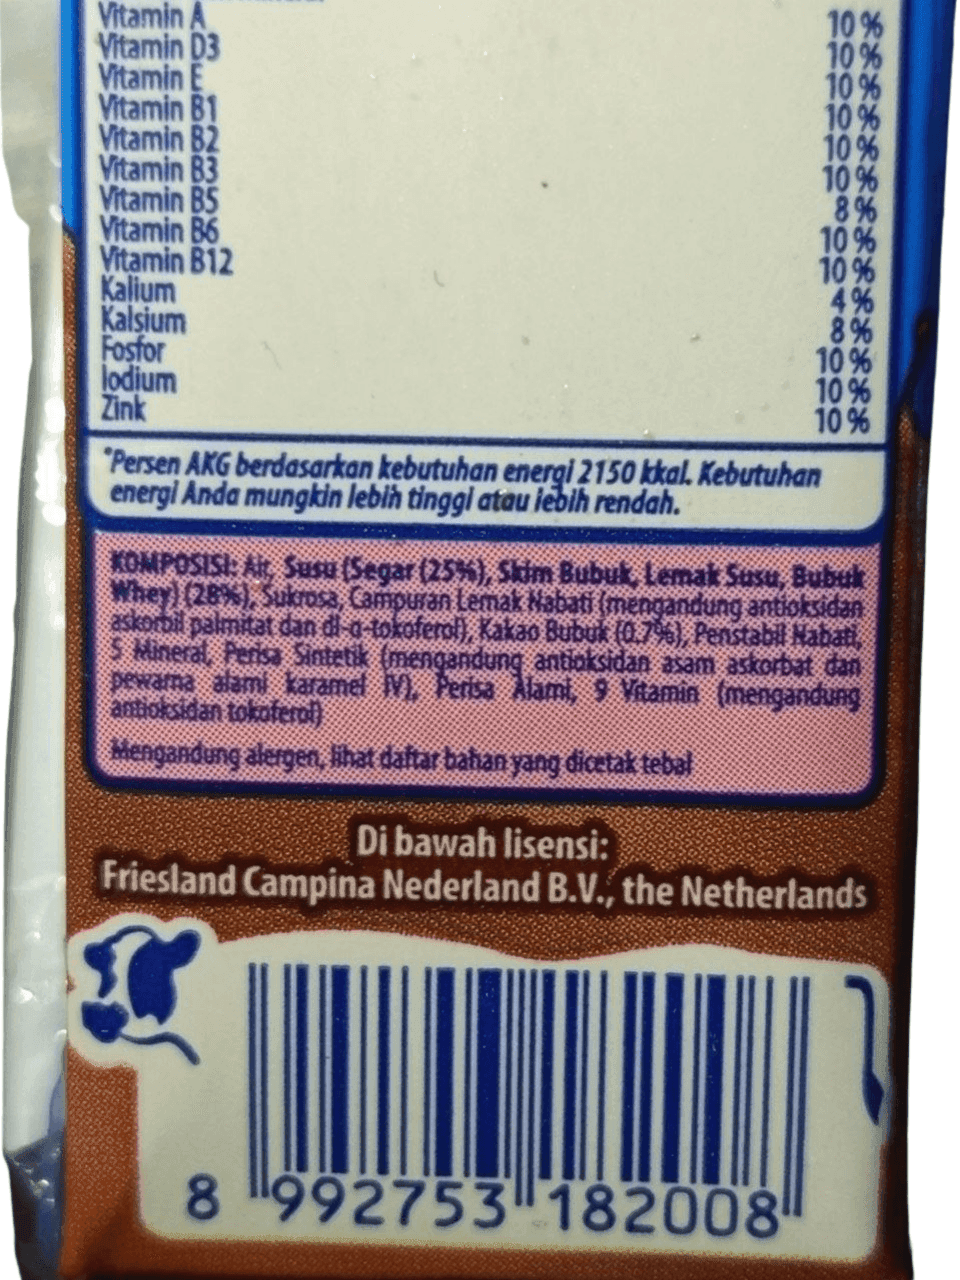 Vitamin A 10 %
Vitamin D3 10 %
Vitamin E 10 %
Vitamin B1 10 %
Vitamin B2 10 %
Vitamin B3 10 %
Vitamin B5 8 %
Vitamin B6 10 %
Vitamin B12 10 %
Kalium 4 %
Kalsium 8 %
Fosfor 10 %
Iodium 10 %
Zink 10 %
*Persen AKG berdasarkan kebutuhan energi 2150 kkal. Kebutuhan
energi Anda mungkin lebih tinggi atau lebih rendah.
KOMPOSISI: Air, Susu (Segar (25%), Skim Bubuk, Lemak Susu, Bubuk
Whey) (28%), Sukrosa, Campuran Lemak Nabati (mengandung antioksidan
askorbil palmitat dan dl-α-tokoferol), Kakao Bubuk (0.7%), Penstabil Nabati,
5 Mineral, Perisa Sintetik (mengandung antioksidan asam askorbat dan
pewarna alami karamel IV), Perisa Alami, 9 Vitamin (mengandung
antioksidan tokoferol)
Mengandung alergen, lihat daftar bahan yang dicetak tebal
Di bawah lisensi:
Friesland Campina Nederland B.V., the Netherlands
8 992753 182008